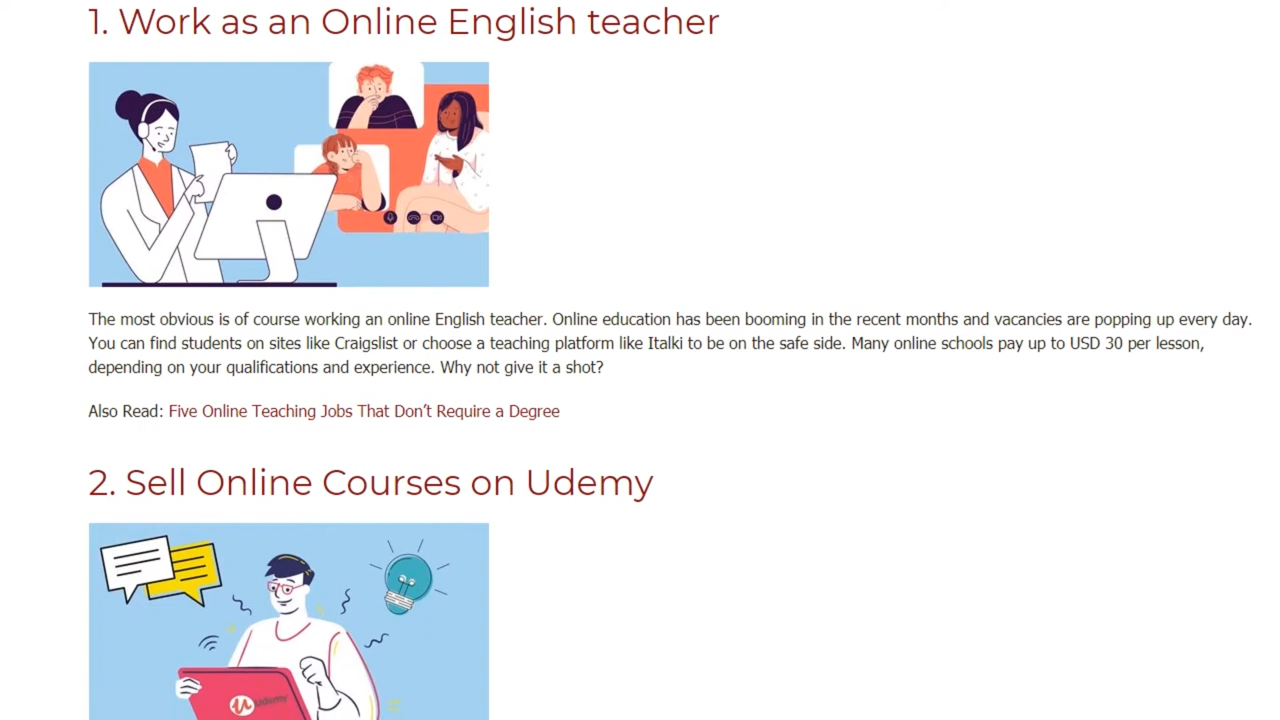 1. Work as an Online English teacher
The most obvious is of course working an online English teacher. Online education has been booming in the recent months and vacancies are popping up every day.
You can find students on sites like Craigslist or choose a teaching platform like Italki to be on the safe side. Many online schools pay up to USD 30 per lesson,
depending on your qualifications and experience. Why not give it a shot?
Also Read: Five Online Teaching Jobs That Don’t Require a Degree
2. Sell Online Courses on Udemy
Udemy